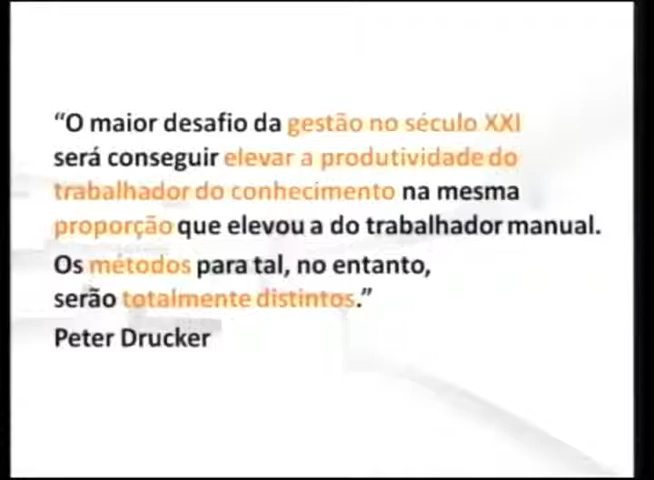 “O maior desafio da gestão no século XXI
será conseguir elevar a produtividade do
trabalhador do conhecimento na mesma
proporção que elevou a do trabalhador manual.
Os métodos para tal, no entanto,
serão totalmente distintos.”
Peter Drucker